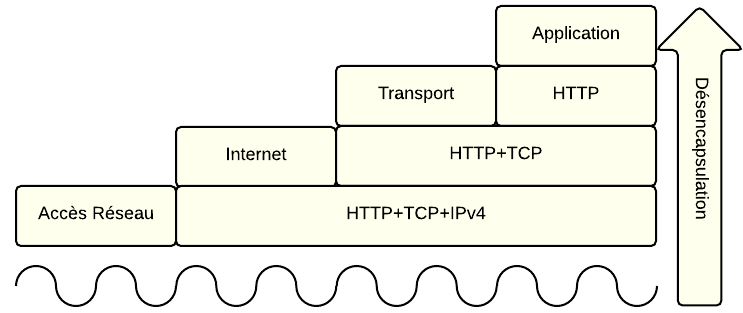 Application
Transport
HTTP
Internet
HTTP+TCP
Accès Réseau
HTTP+TCP+IPv4
Désencapsulation